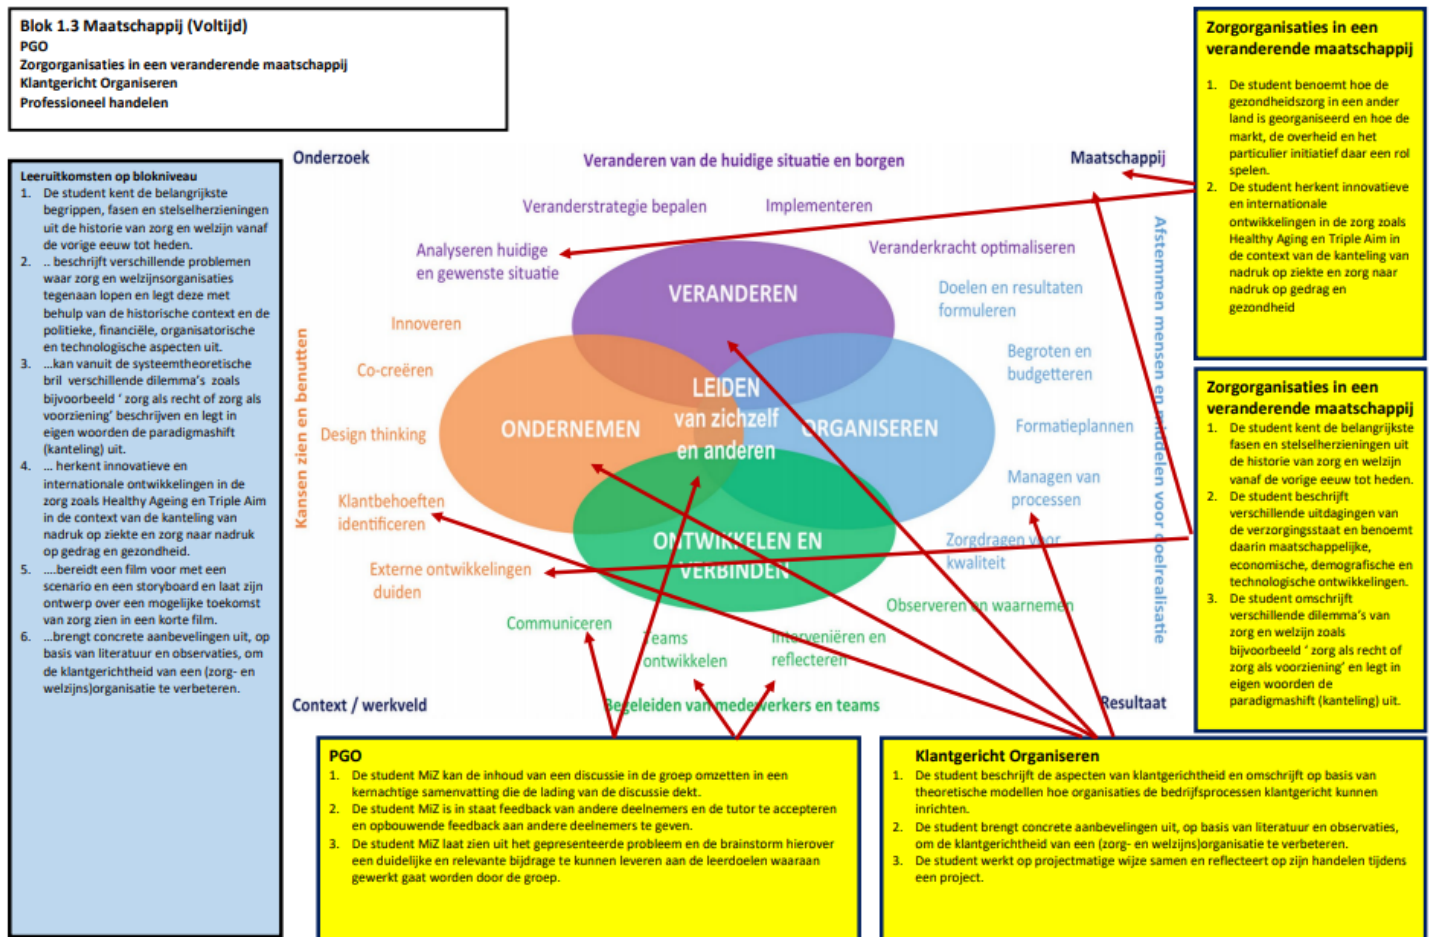 Blok 1.3 Maatschappij (Voltijd)
PGO
Zorgorganisaties in een veranderende maatschappij
Klantgericht Organiseren
Professioneel handelen
Leeruitkomsten op blokniveau
1. De student kent de belangrijkste
begrippen, fasen en stelselherzieningen
uit de historie van zorg en welzijn vanaf
de vorige eeuw tot heden.
2. .. beschrijft verschillende problemen
waar zorg en welzijnsorganisaties
tegenaan lopen en legt deze met
behulp van de historische context en de
politieke, financiële, organisatorische
en technologische aspecten uit.
3. ...kan vanuit de systeemtheoretische
bril verschillende dilemma's zoals
bijvoorbeeld ' zorg als recht of zorg als
voorziening' beschrijven en legt in
eigen woorden de paradigmashift
(kanteling) uit.
4. ... herkent innovatieve en
internationale ontwikkelingen in de
zorg zoals Healthy Ageing en Triple Aim
in de context van de kanteling van
nadruk op ziekte en zorg naar nadruk
op gedrag en gezondheid.
5. ....bereidt een film voor met een
scenario en een storyboard en laat zijn
ontwerp over een mogelijke toekomst
van zorg zien in een korte film.
6. ...brengt concrete aanbevelingen uit, op
basis van literatuur en observaties, om
de klantgerichtheid van een (zorg- en
welzijns)organisatie te verbeteren.
Onderzoek
Veranderen van de huidige situatie en borgen
Maatschappij
Veranderstrategie bepalen
Implementeren
Analyseren huidige
en gewenste situatie
Veranderkracht optimaliseren
VERANDEREN
Doelen en resultaten
formuleren
Innoveren
Co-creëren
Begroten en
budgetteren
Kansen zien en benutten
Design thinking
ONDERNEMEN
LEIDEN
van zichzelf
en anderen
ORGANISEREN
Formatieplannen
Afstemmen mensen en middelen voor doelrealisatie
Klantbehoeften
identificeren
Managen van
processen
ONTWIKKELEN EN
VERBINDEN
Zorgdragen voor
kwaliteit
Externe ontwikkelingen
duiden
Observeren en waarnemen
Communiceren
Teams
ontwikkelen
Interveniëren en
reflecteren
Context / werkveld
Begeleiden van medewerkers en teams
Resultaat
Zorgorganisaties in een
veranderende maatschappij
1. De student benoemt hoe de
gezondheidszorg in een ander
land is georganiseerd en hoe de
markt, de overheid en het
particulier initiatief daar een rol
spelen.
2. De student herkent innovatieve
en internationale
ontwikkelingen in de zorg zoals
Healthy Aging en Triple Aim in
de context van de kanteling van
nadruk op ziekte en zorg naar
nadruk op gedrag en
gezondheid
Zorgorganisaties in een
veranderende maatschappij
1. De student kent de belangrijkste
fasen en stelselherzieningen uit
de historie van zorg en welzijn
vanaf de vorige eeuw tot heden.
2. De student beschrijft
verschillende uitdagingen van
de verzorgingsstaat en benoemt
daarin maatschappelijke,
economische, demografische en
technologische ontwikkelingen.
3. De student omschrijft
verschillende dilemma's van
zorg en welzijn zoals
bijvoorbeeld ' zorg als recht of
zorg als voorziening' en legt in
eigen woorden de
paradigmashift (kanteling) uit.
PGO
1. De student MiZ kan de inhoud van een discussie in de groep omzetten in een
kernachtige samenvatting die de lading van de discussie dekt.
2. De student MiZ is in staat feedback van andere deelnemers en de tutor te accepteren
en opbouwende feedback aan andere deelnemers te geven.
3. De student MiZ laat zien uit het gepresenteerde probleem en de brainstorm hierover
een duidelijke en relevante bijdrage te kunnen leveren aan de leerdoelen waaraan
gewerkt gaat worden door de groep.
Klantgericht Organiseren
1. De student beschrijft de aspecten van klantgerichtheid en omschrijft op basis van
theoretische modellen hoe organisaties de bedrijfsprocessen klantgericht kunnen
inrichten.
2. De student brengt concrete aanbevelingen uit, op basis van literatuur en observaties,
om de klantgerichtheid van een (zorg- en welzijns)organisatie te verbeteren.
3. De student werkt op projectmatige wijze samen en reflecteert op zijn handelen tijdens
een project.